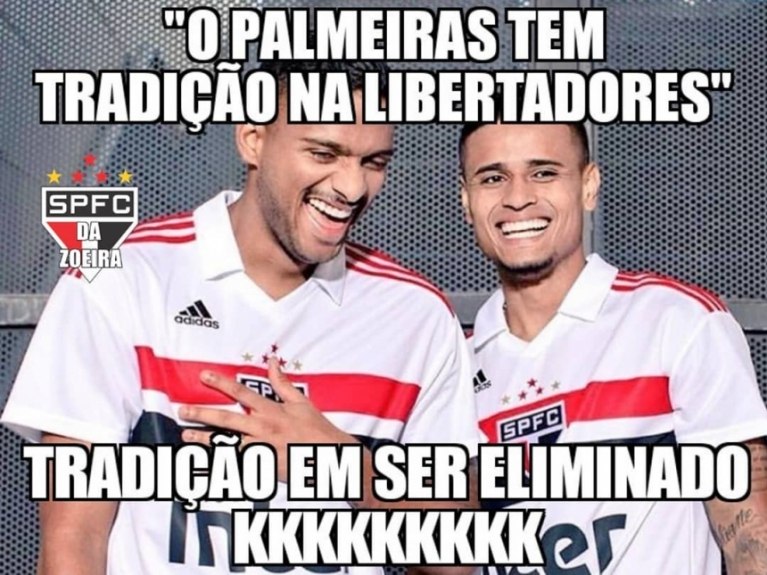 "O PALMEIRAS TEM
TRADIÇÃO NA LIBERTADORES"
SPFC
DA
ZOEIRA
adidas
SPFC
SPFC
TRADIÇÃO EM SER ELIMINADO
KKKKKKKKK